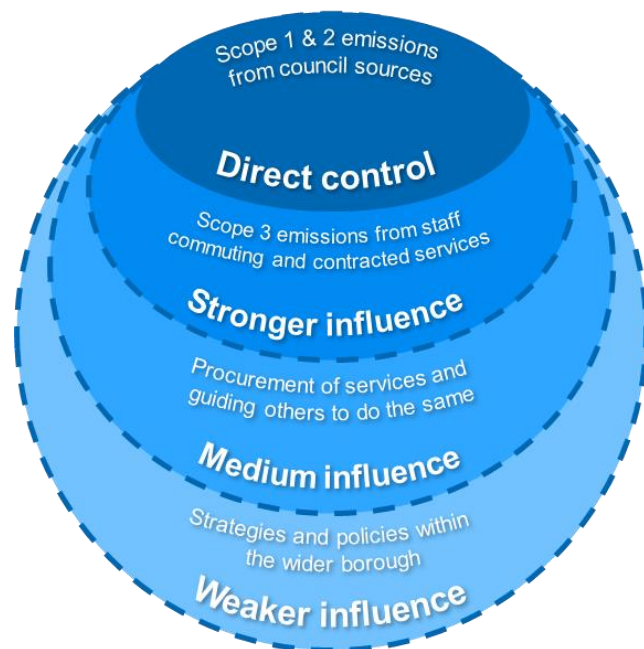 Scope 1 & 2 emissions
from council sources
Direct control
Scope 3 emissions from staff
commuting and contracted services
Stronger influence
Procurement of services and
guiding others to do the same
Medium influence
Strategies and policies within
the wider borough
Weaker influence